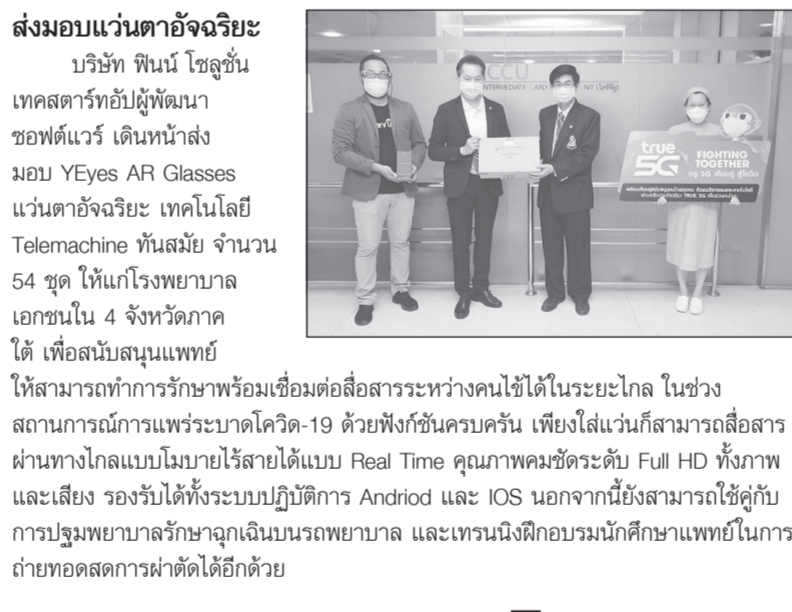 ส่งมอบแว่นตาอัจฉริยะ
บริษัท ฟินน์ โซลูชั่น
เทคสตาร์ทอัปผู้พัฒนา
ซอฟต์แวร์ เดินหน้าส่ง
มอบ YEyes AR Glasses
แว่นตาอัจฉริยะ เทคโนโลยี
Telemachine ทันสมัย จำนวน
54 ชุด ให้แก่โรงพยาบาล
เอกชนใน 4 จังหวัดภาค
ใต้ เพื่อสนับสนุนแพทย์
ให้สามารถทำการรักษาพร้อมเชื่อมต่อสื่อสารระหว่างคนไข้ได้ในระยะไกล ในช่วง
สถานการณ์การแพร่ระบาดโควิด-19 ด้วยฟังก์ชันครบครัน เพียงใส่แว่นก็สามารถสื่อสาร
ผ่านทางไกลแบบโมบายไร้สายได้แบบ Real Time คุณภาพคมชัดระดับ Full HD ทั้งภาพ
และเสียง รองรับได้ทั้งระบบปฏิบัติการ Andriod และ IOS นอกจากนี้ยังสามารถใช้คู่กับ
การปฐมพยาบาลรักษาฉุกเฉินบนรถพยาบาล และเทรนนิงฝึกอบรมนักศึกษาแพทย์ในการ
ถ่ายทอดสดการผ่าตัดได้อีกด้วย
CCU
INTERMEDIATE
true
5G
FIGHTING
TOGETHER
ทรู 5G เคียงคู่ สู้โควิด